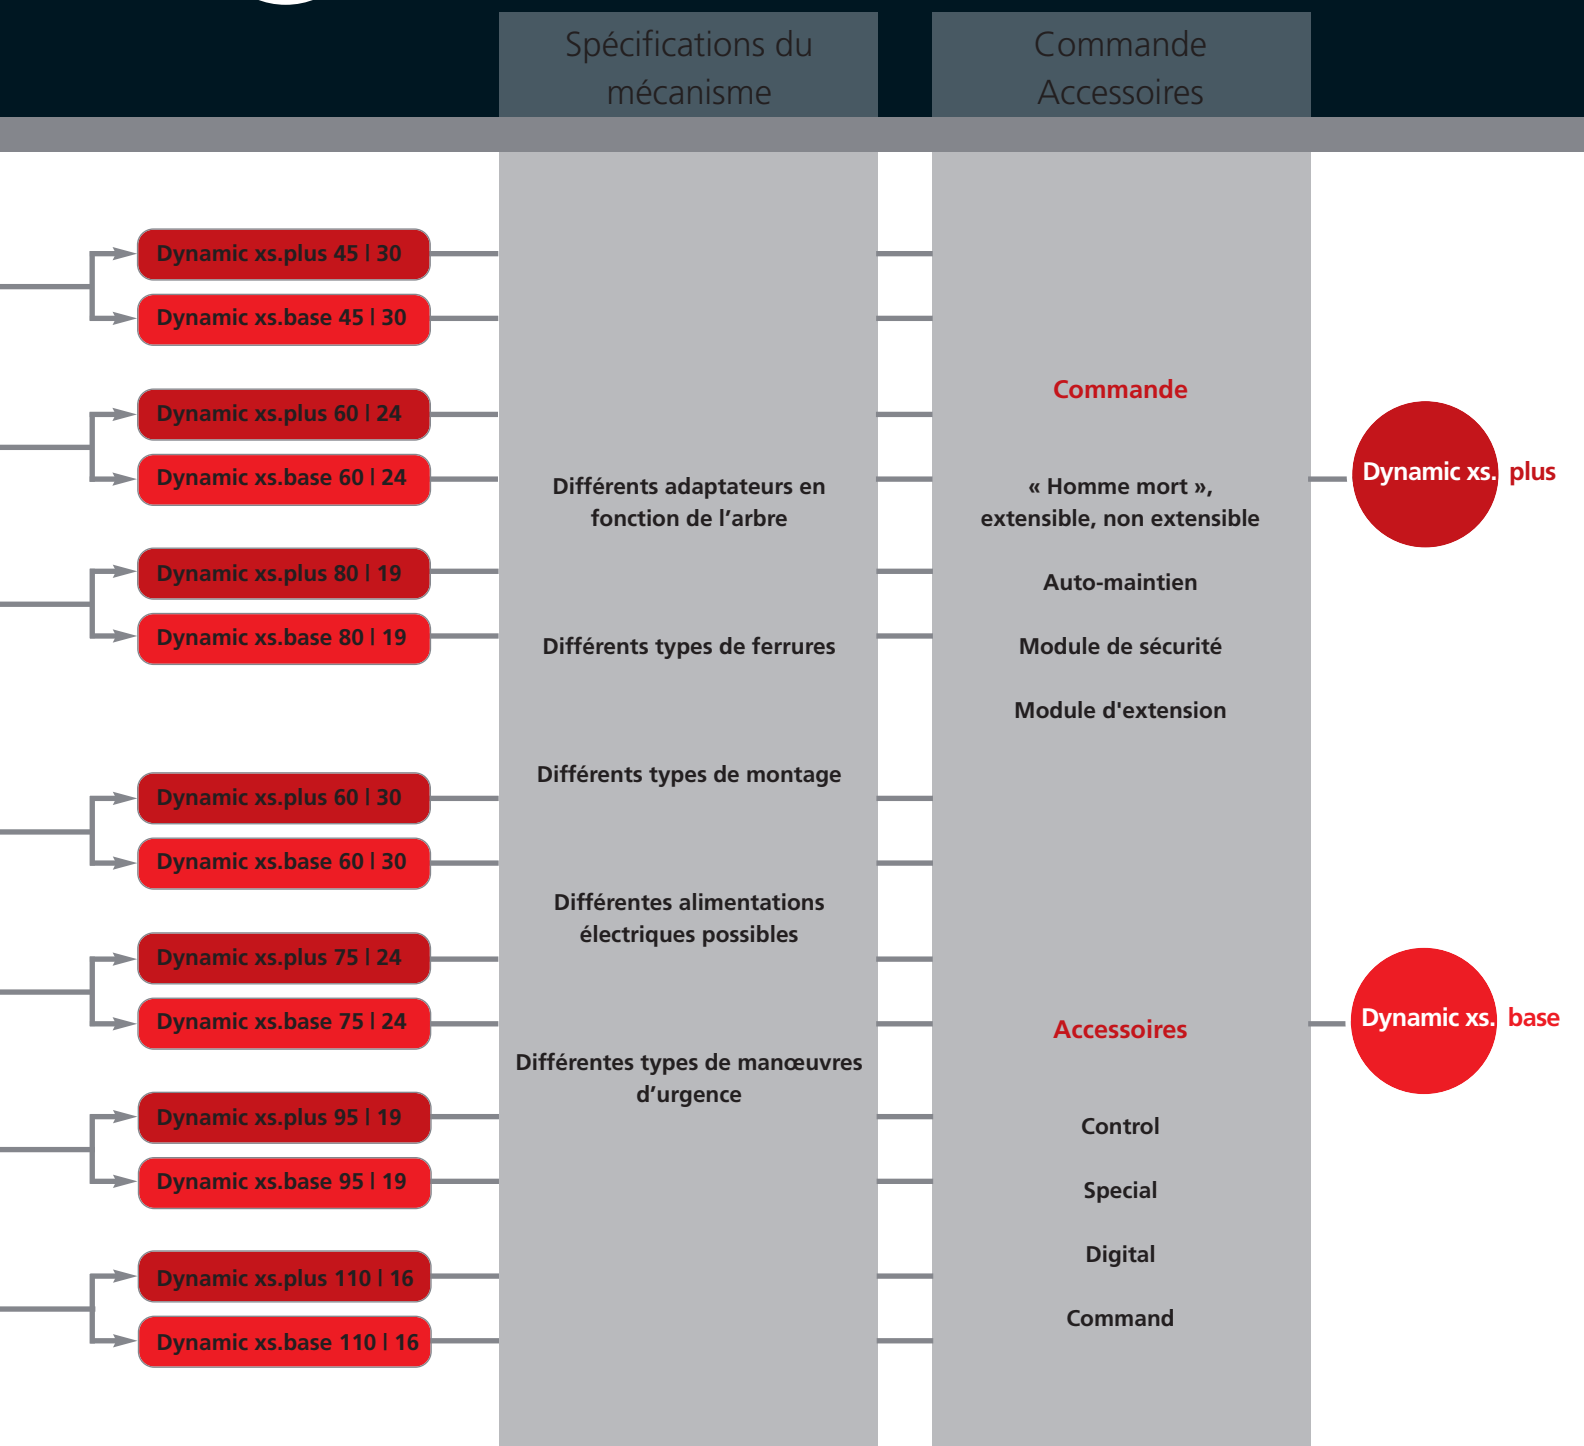 Spécifications du
mécanisme
Commande
Accessoires
Dynamic xs.plus 45 | 30
Dynamic xs.base 45 | 30
Dynamic xs.plus 60 | 24
Dynamic xs.base 60 | 24
Dynamic xs.plus 80 | 19
Dynamic xs.base 80 | 19
Dynamic xs.plus 60 | 30
Dynamic xs.base 60 | 30
Dynamic xs.plus 75 | 24
Dynamic xs.base 75 | 24
Dynamic xs.plus 95 | 19
Dynamic xs.base 95 | 19
Dynamic xs.plus 110 | 16
Dynamic xs.base 110 | 16
Différents adaptateurs en
fonction de l’arbre
Différents types de ferrures
Différents types de montage
Différentes alimentations
électriques possibles
Différentes types de manœuvres
d’urgence
Commande
« Homme mort »,
extensible, non extensible
Auto-maintien
Module de sécurité
Module d'extension
Accessoires
Control
Special
Digital
Command
Dynamic xs. plus
Dynamic xs. base